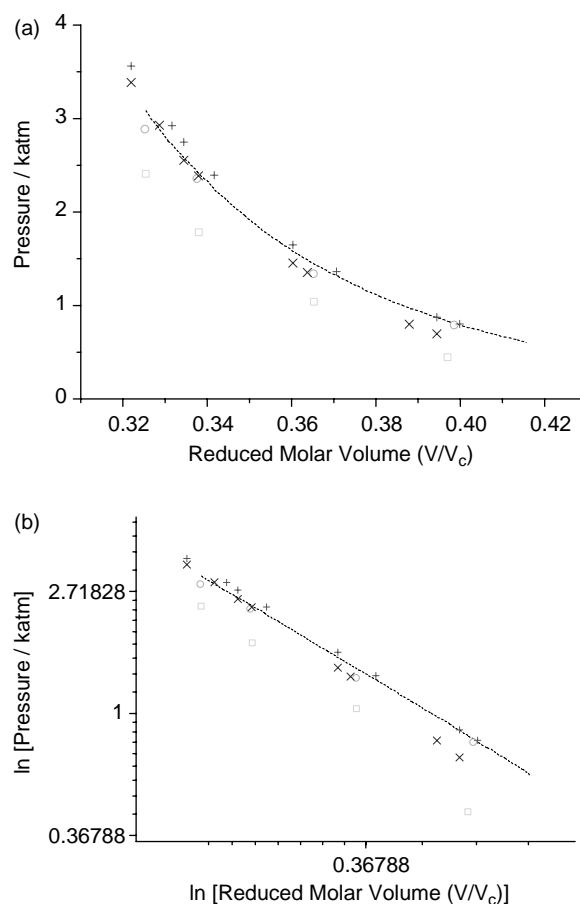 (a)
4
3
2
1
0
Pressure / katm
0.32
0.34
0.36
0.38
0.40
0.42
Reduced Molar Volume (V/Vc)
(b)
2.71828
1
0.36788
ln [Pressure / katm]
0.36788
ln [Reduced Molar Volume (V/Vc)]